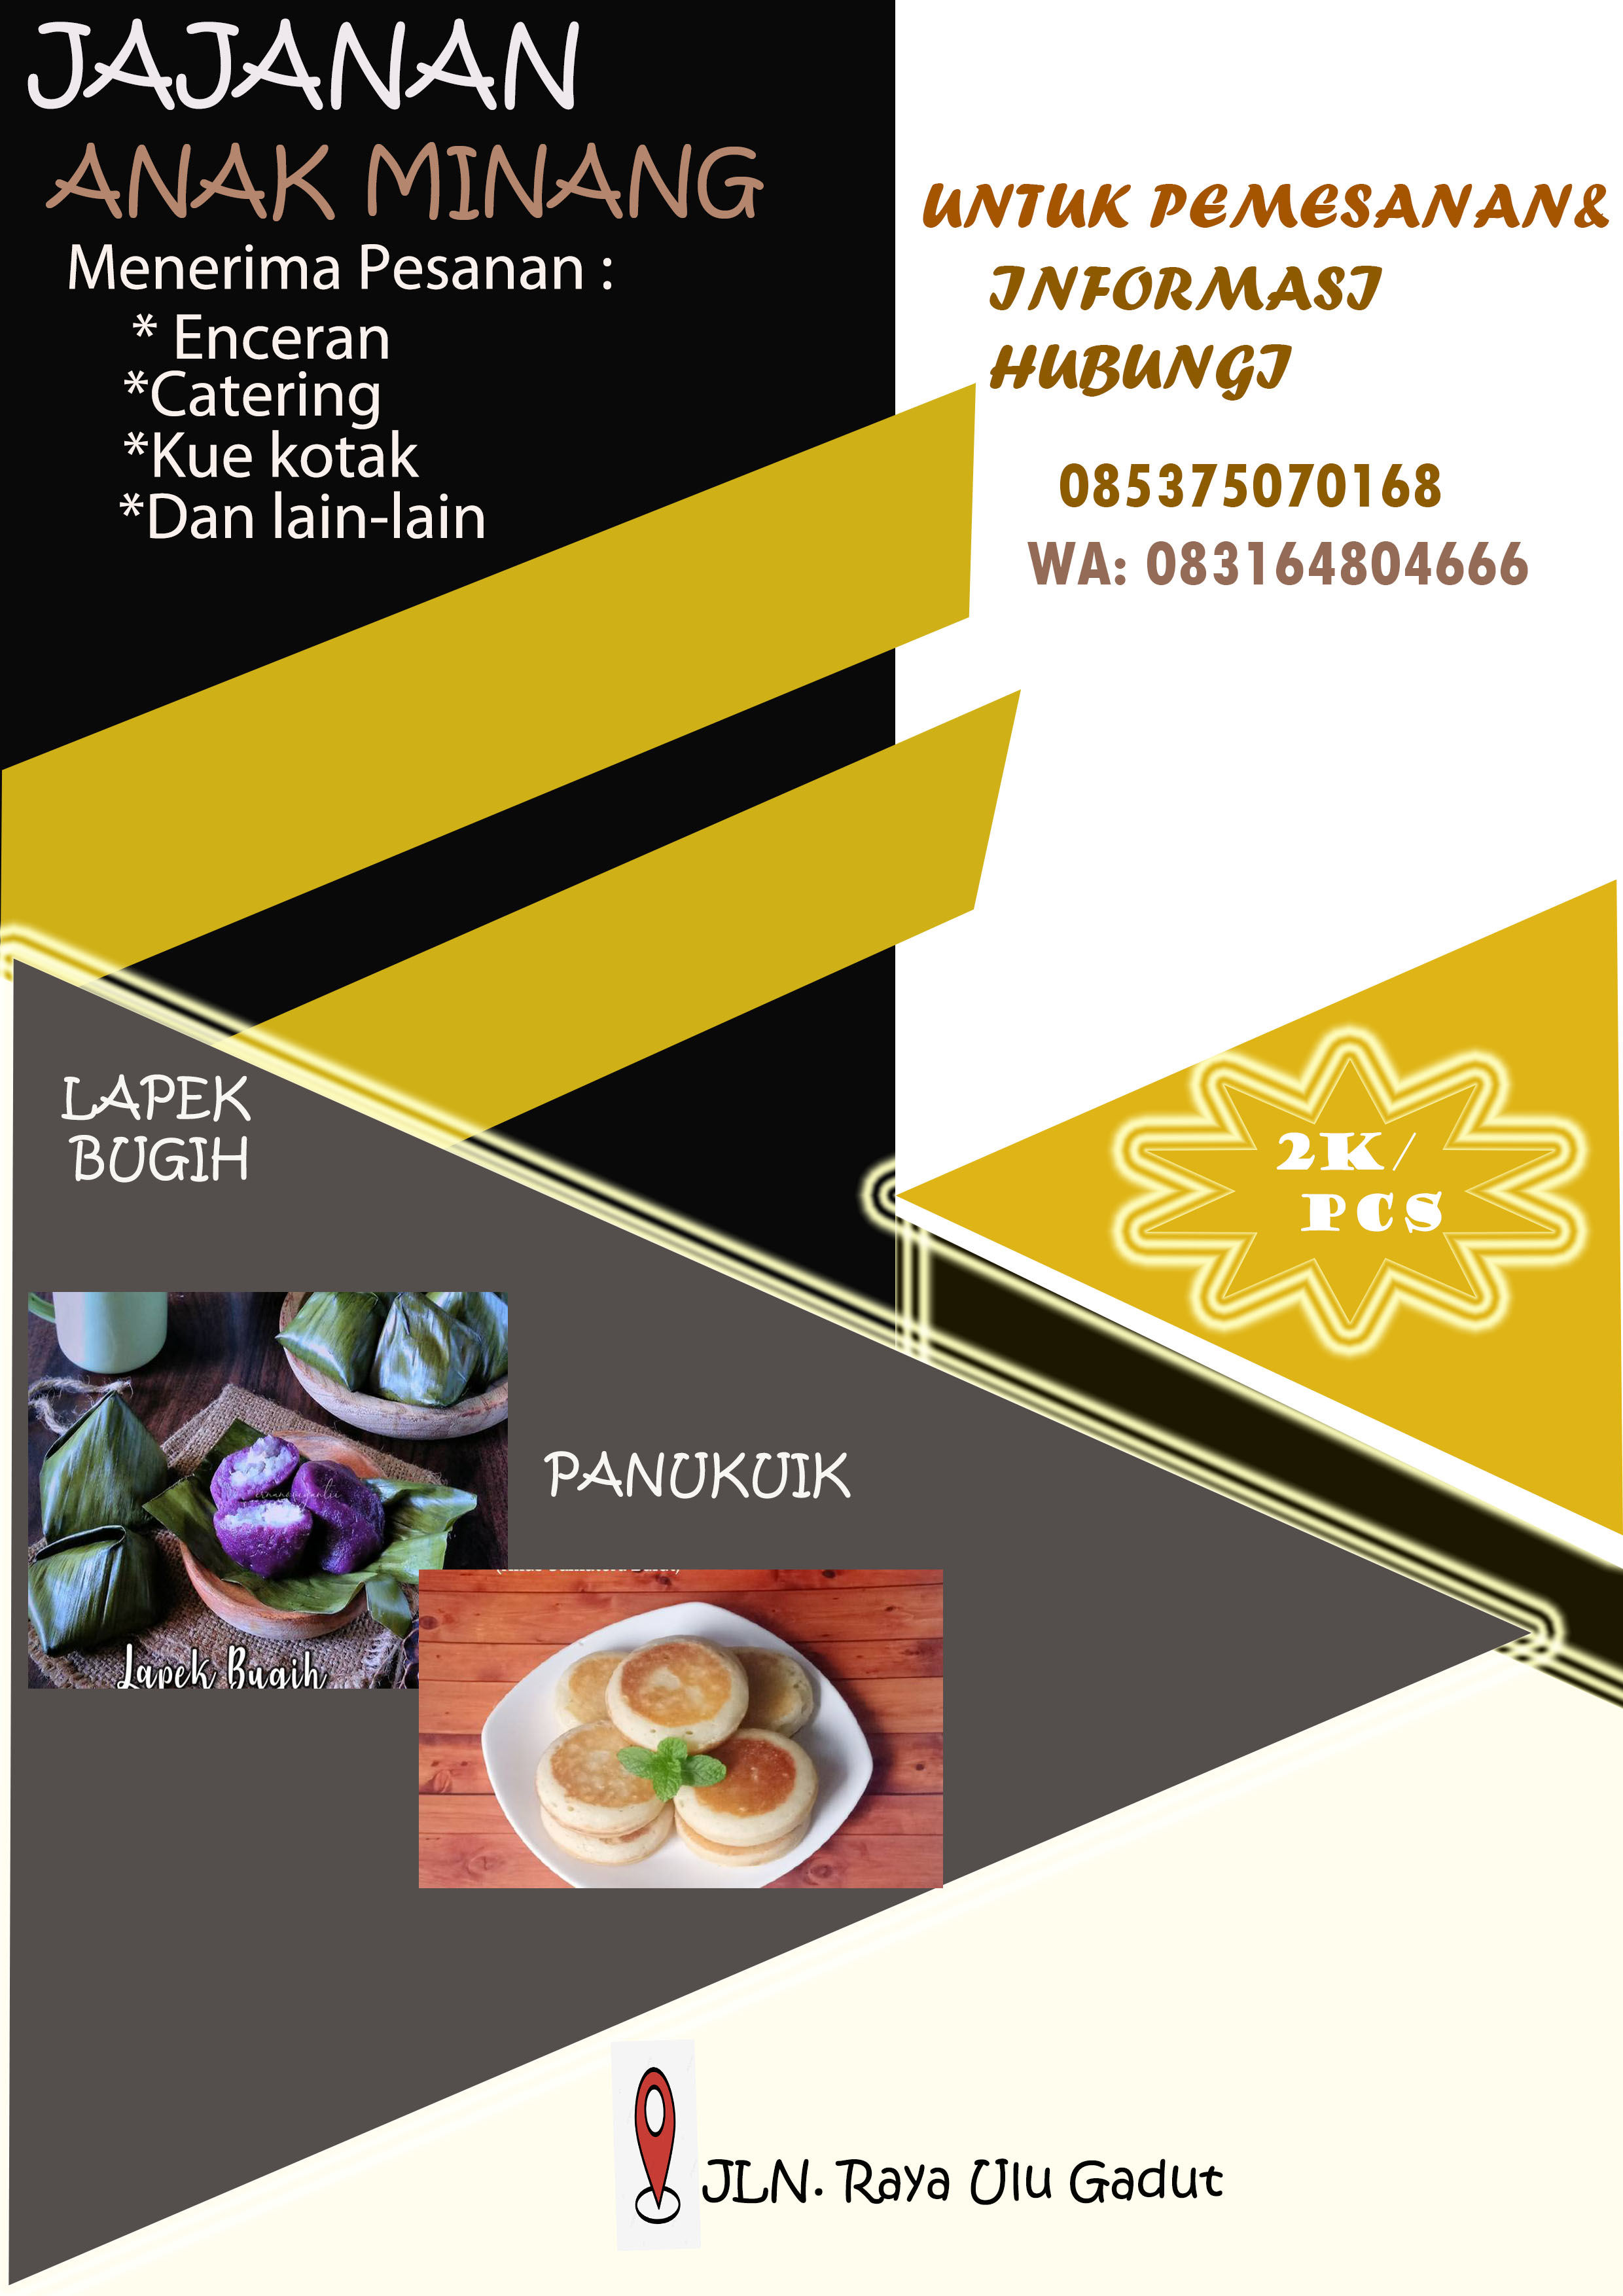 JAJANAN
ANAK MINANG
Menerima Pesanan :
* Enceran
*Catering
*Kue kotak
*Dan lain-lain
UNTUK PEMESANAN&
INFORMASI
HUBUNGI
085375070168
WA: 083164804666
2K/
PCS
LAPEK
BUGIH
Lapek Bugih
PANUKUIK
JLN. Raya Ulu Gadut